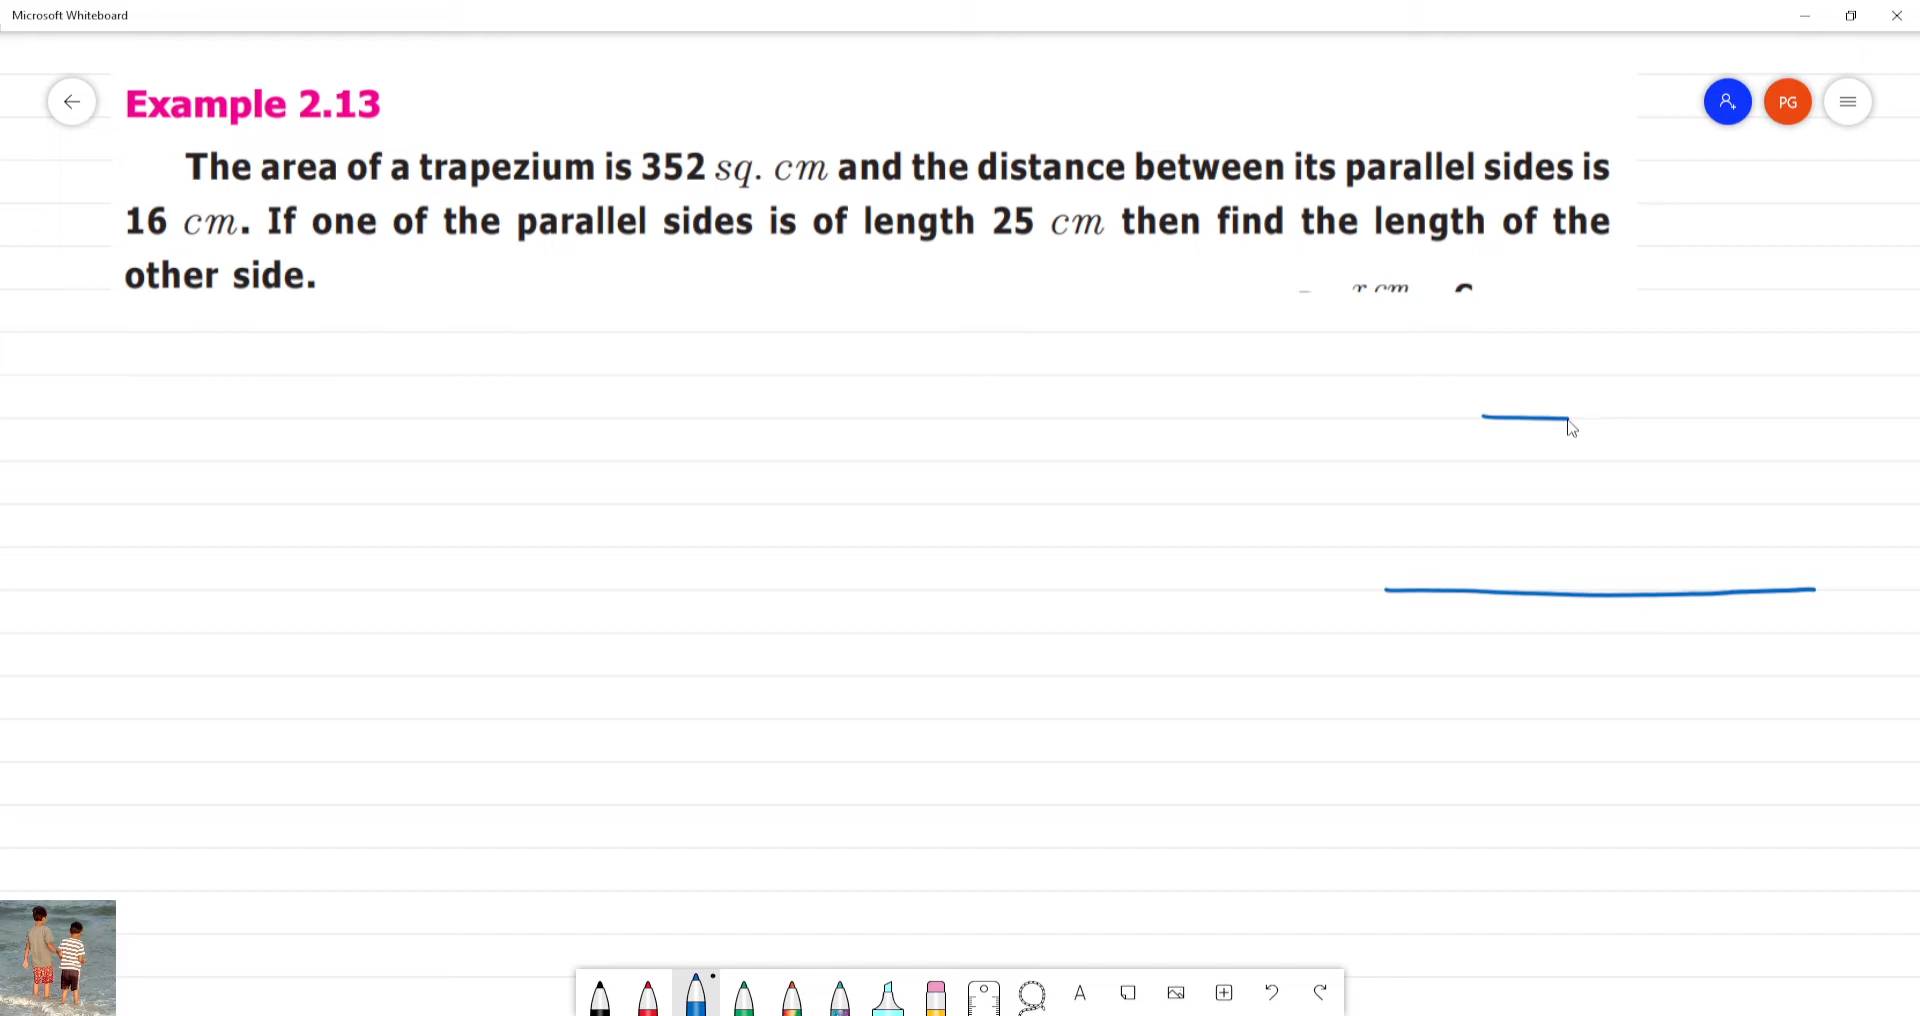 Microsoft Whiteboard
Example 2.13
PG
The area of a trapezium is 352 sq. cm and the distance between its parallel sides is
16 cm. If one of the parallel sides is of length 25 cm then find the length of the
other side.
x cm
A